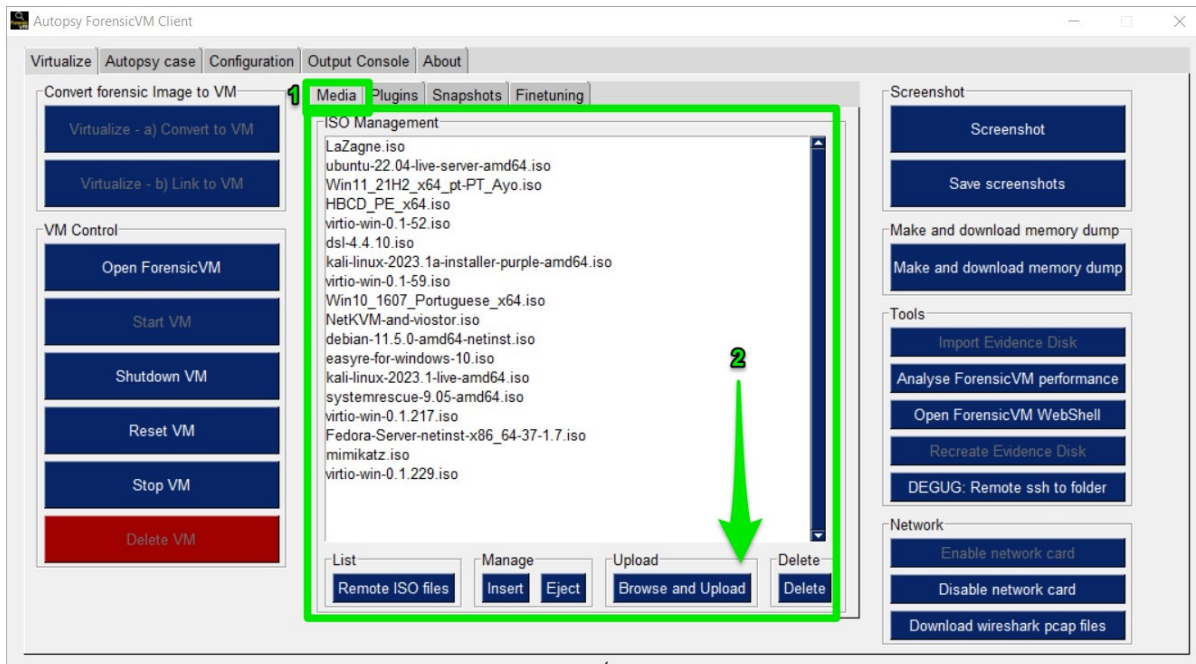 Autopsy ForensicVM Client
Virtualize
Autopsy case
Configuration
Output Console
About
Convert forensic Image to VM
Virtualize - a) Convert to VM
Virtualize - b) Link to VM
VM Control
Open ForensicVM
Start VM
Shutdown VM
Reset VM
Stop VM
Delete VM
1
Media
Plugins
Snapshots
Finetuning
ISO Management
LaZagne.iso
ubuntu-22.04-live-server-amd64.iso
Win11_21H2_x64_pt-PT_Ayo.iso
HBCD_PE_x64.iso
virtio-win-0.1-52.iso
dsl-4.4.10.iso
kali-linux-2023.1a-installer-purple-amd64.iso
virtio-win-0.1-59.iso
Win10_1607_Portuguese_x64.iso
NetKVM-and-viostor.iso
debian-11.5.0-amd64-netinst.iso
easyre-for-windows-10.iso
kali-linux-2023.1-live-amd64.iso
systemrescue-9.05-amd64.iso
virtio-win-0.1.217.iso
Fedora-Server-netinst-x86_64-37-1.7.iso
mimikatz.iso
virtio-win-0.1.229.iso
2
List
Remote ISO files
Manage
Insert
Eject
Upload
Browse and Upload
Delete
Delete
Screenshot
Screenshot
Save screenshots
Make and download memory dump
Make and download memory dump
Tools
Import Evidence Disk
Analyse ForensicVM performance
Open ForensicVM WebShell
Recreate Evidence Disk
DEGUG: Remote ssh to folder
Network
Enable network card
Disable network card
Download wireshark pcap files